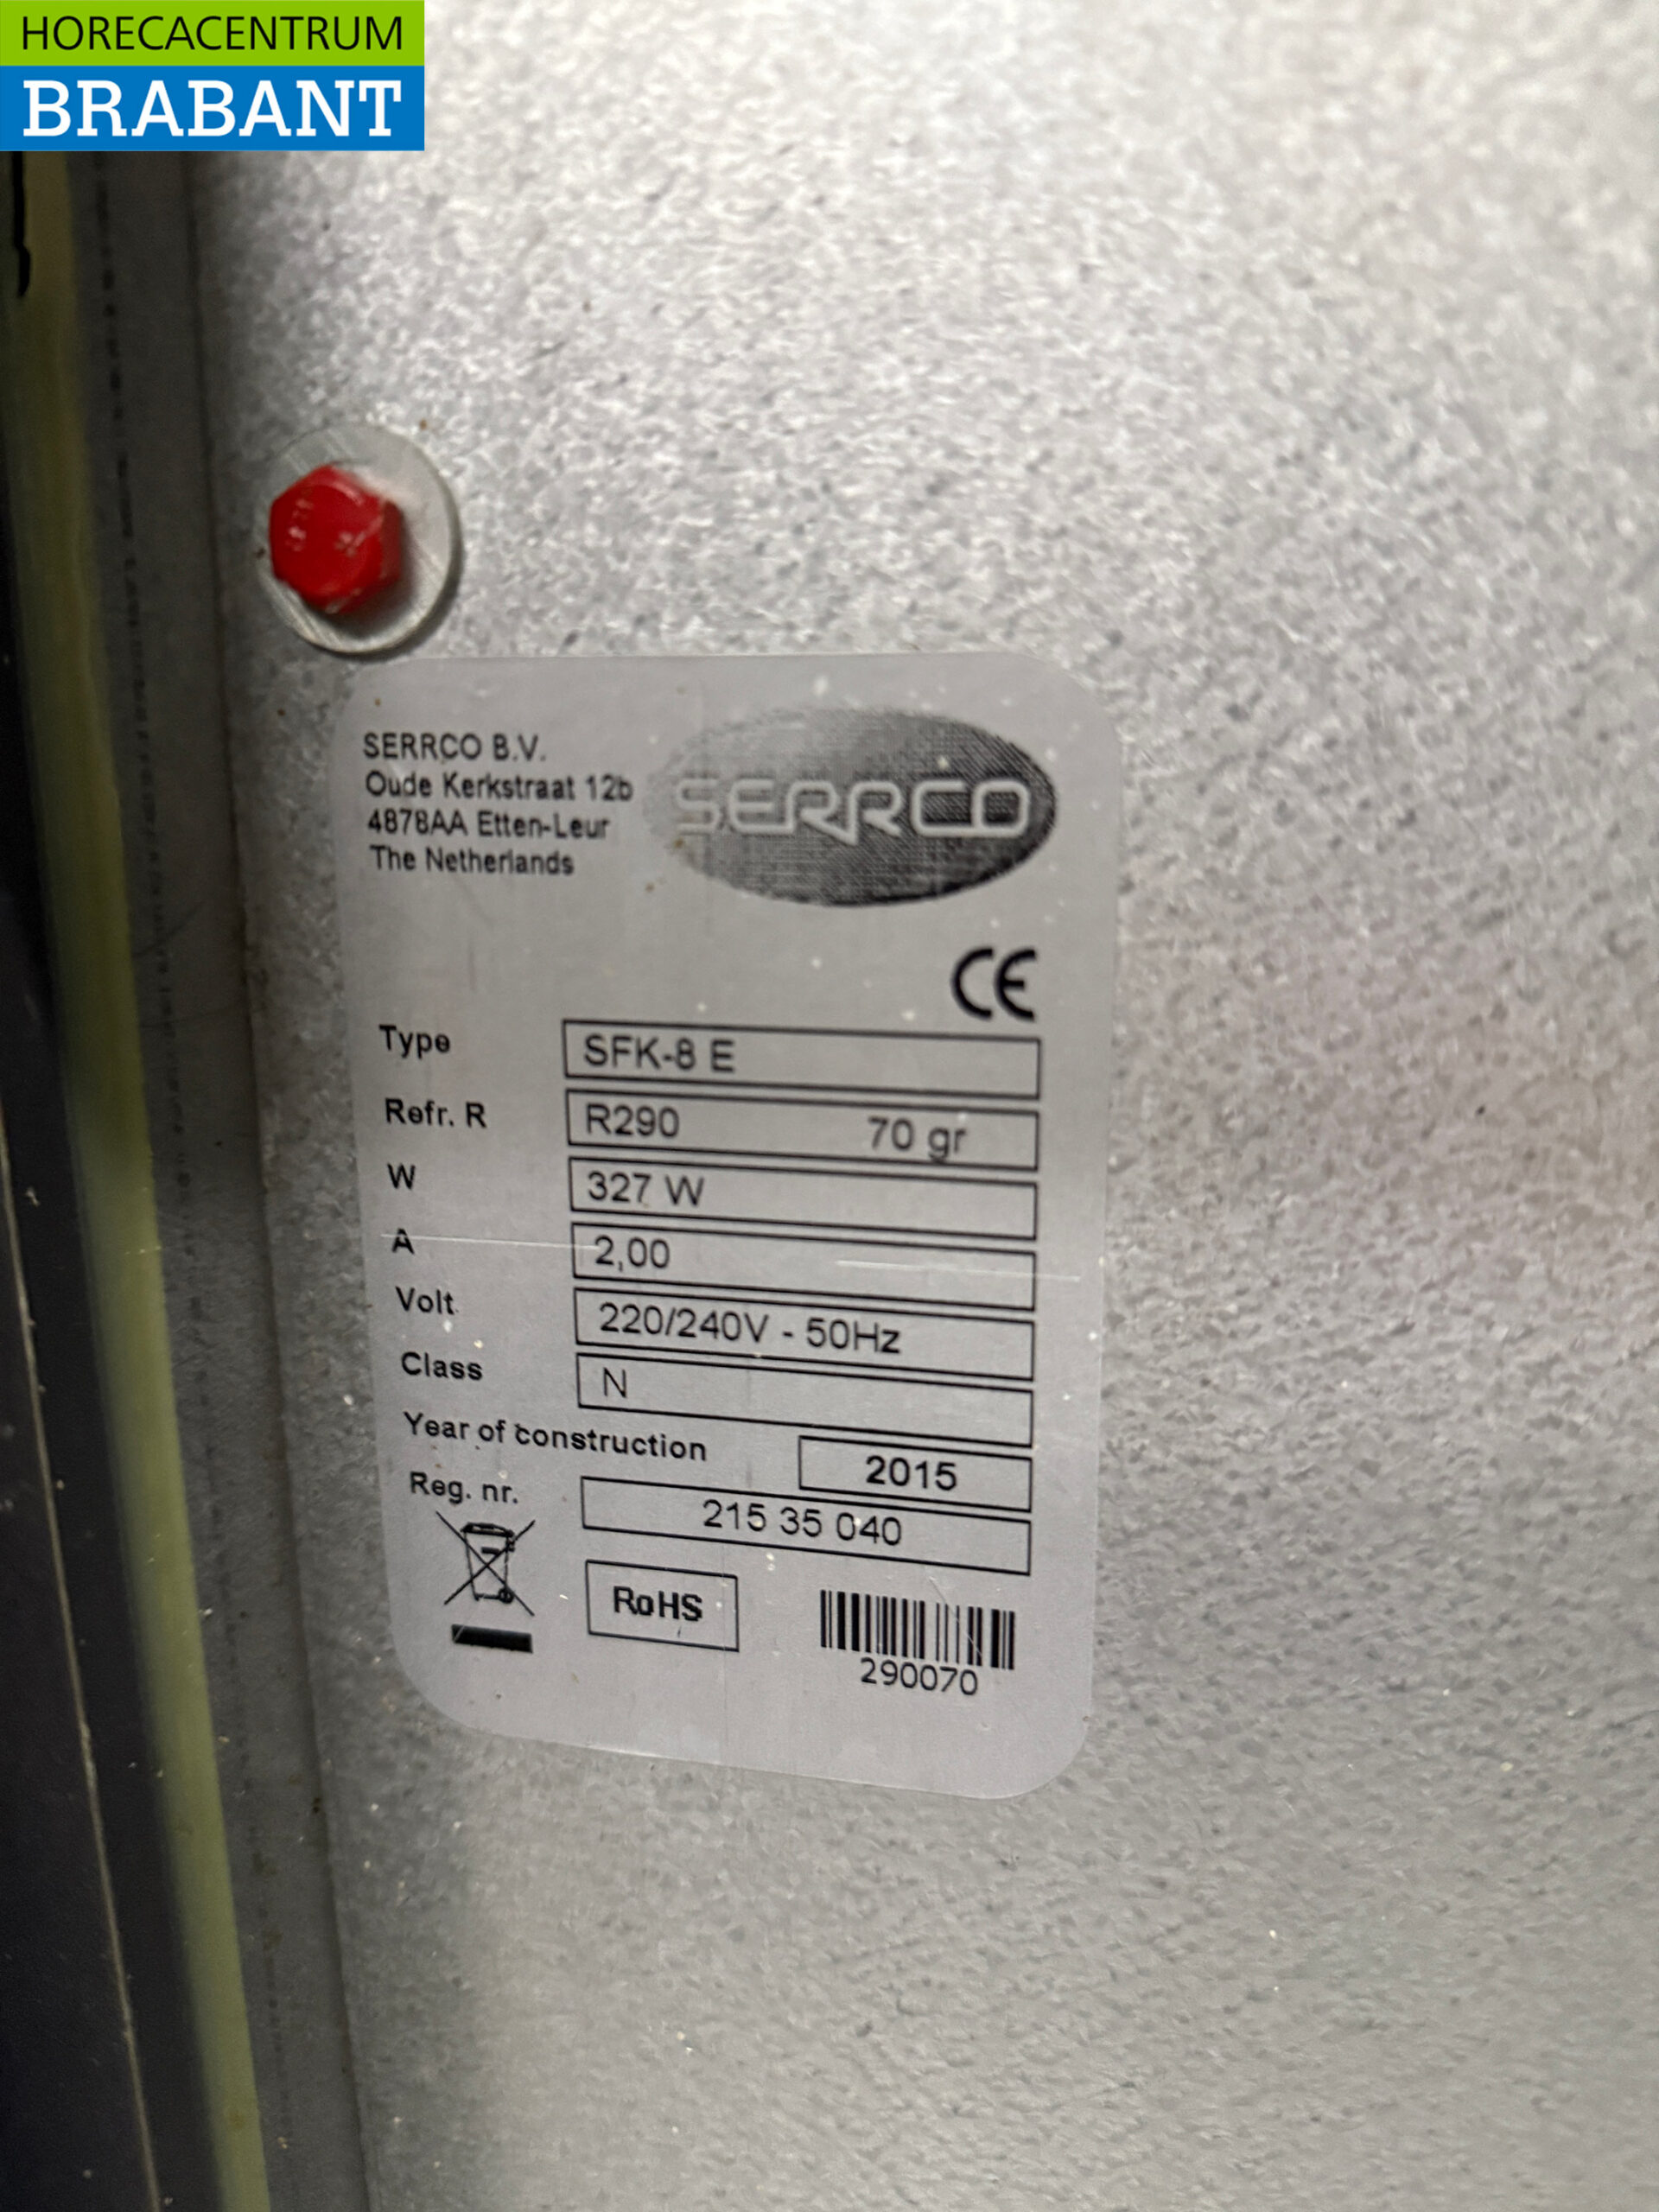 HORECACENTRUM
BRABANT
SERRCO B.V.
Oude Kerkstraat 12b
4878AA Etten-Leur
The Netherlands
SERRCO
CE
Type SFK-8 E
Refr. R R290 70 gr
W 327 W
A 2,00
Volt 220/240V - 50Hz
Class N
Year of construction 2015
Reg. nr. 215 35 040
RoHS
290070